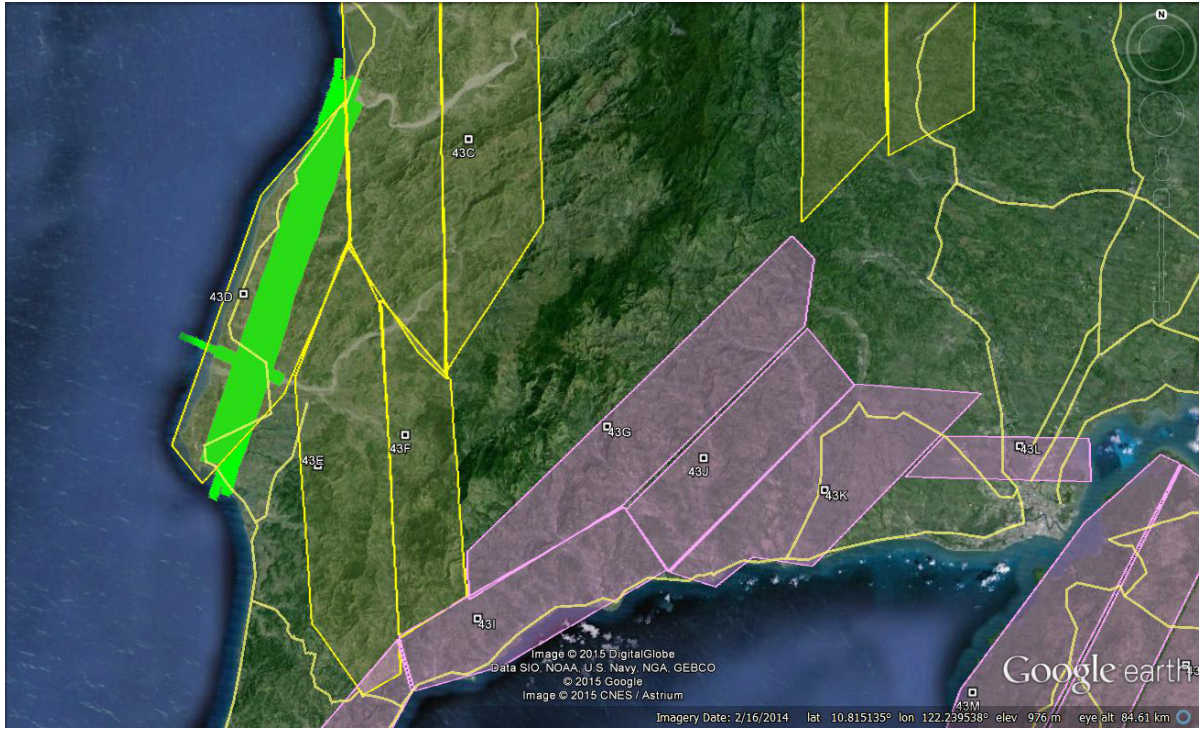 N
43C
43D
43G
43F
43E
43J
43L
43K
43I
Image © 2015 DigitalGlobe
Data SIO, NOAA, U.S. Navy, NGA, GEBCO
© 2015 Google
Image © 2015 CNES / Astrium
Google earth
43M
Imagery Date: 2/16/2014 lat 10.815135° lon 122.239538° elev 976 m eye alt 84.61 km